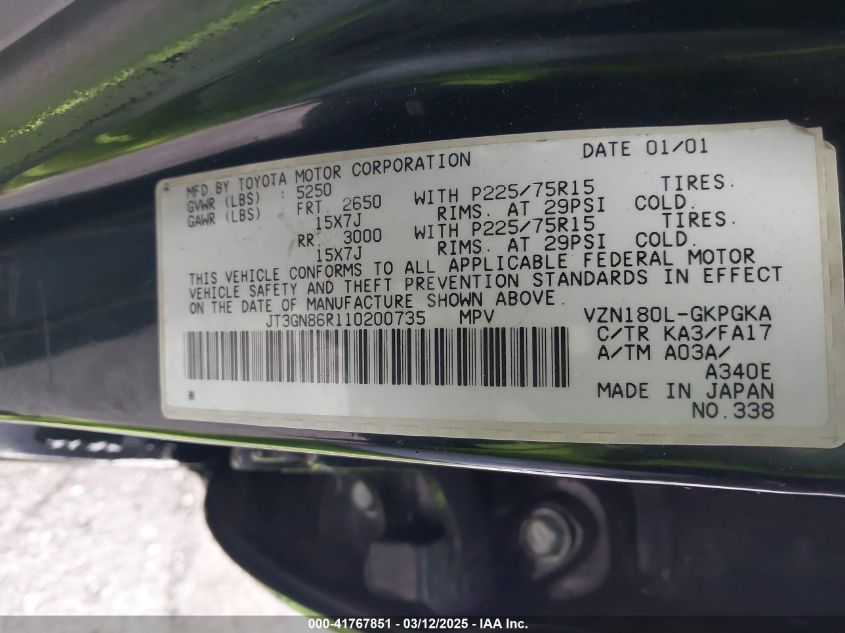 MFD.BY TOYOTA MOTOR CORPORATION DATE 01/01
GVWR (LBS) 5250
GAWR (LBS) FRT. 2650 WITH P225/75R15 TIRES.
15X7J RIMS. AT 29PSI COLD.
RR. 3000 WITH P225/75R15 TIRES.
15X7J RIMS. AT 29PSI COLD.
THIS VEHICLE CONFORMS TO ALL APPLICABLE FEDERAL MOTOR
VEHICLE SAFETY AND THEFT PREVENTION STANDARDS IN EFFECT
ON THE DATE OF MANUFACTURE SHOWN ABOVE.
JT3GN86R110200735 MPV VZN180L-GKPGKA
C/TR KA3/FA17
A/TM A03A/
A340E
MADE IN JAPAN
NO.338
000-41767851 — 03/12/2025 - IAA Inc.